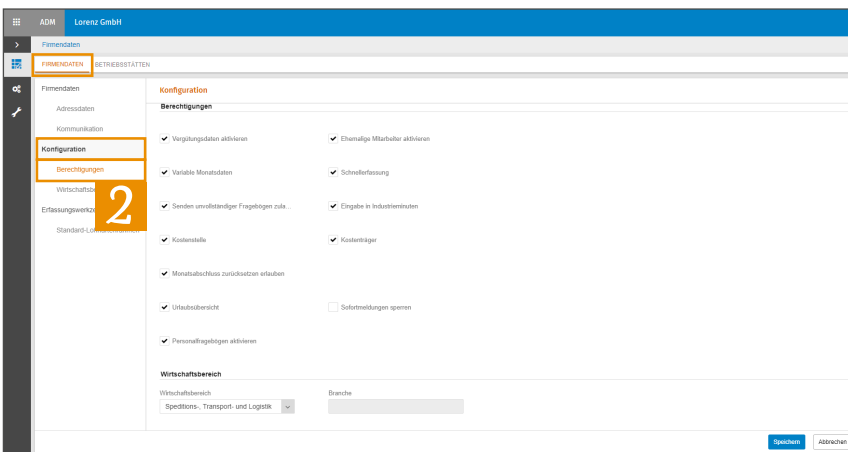 ADM Lorenz GmbH
Firmendaten
FIRMENDATEN BETRIEBSSTÄTTEN
Firmendaten
Adressdaten
Kommunikation
Konfiguration
Berechtigungen
2
Erfassungswerkze
Konfiguration
Berechtigungen
Vergütungsdaten aktivieren Ehemalige Mitarbeiter aktivieren
Variable Monatsdaten Schnellerfassung
Senden unvollständiger Fragebögen zula... Eingabe in Industrieminuten
Kostenstelle Kostenträger
Monatsabschluss zurücksetzen erlauben
Urlaubsübersicht Sofortmeldungen sperren
Personalfragebögen aktivieren
Wirtschaftsbereich
Wirtschaftsbereich Branche
Speditions-, Transport- und Logistik
Speichern Abbrechen